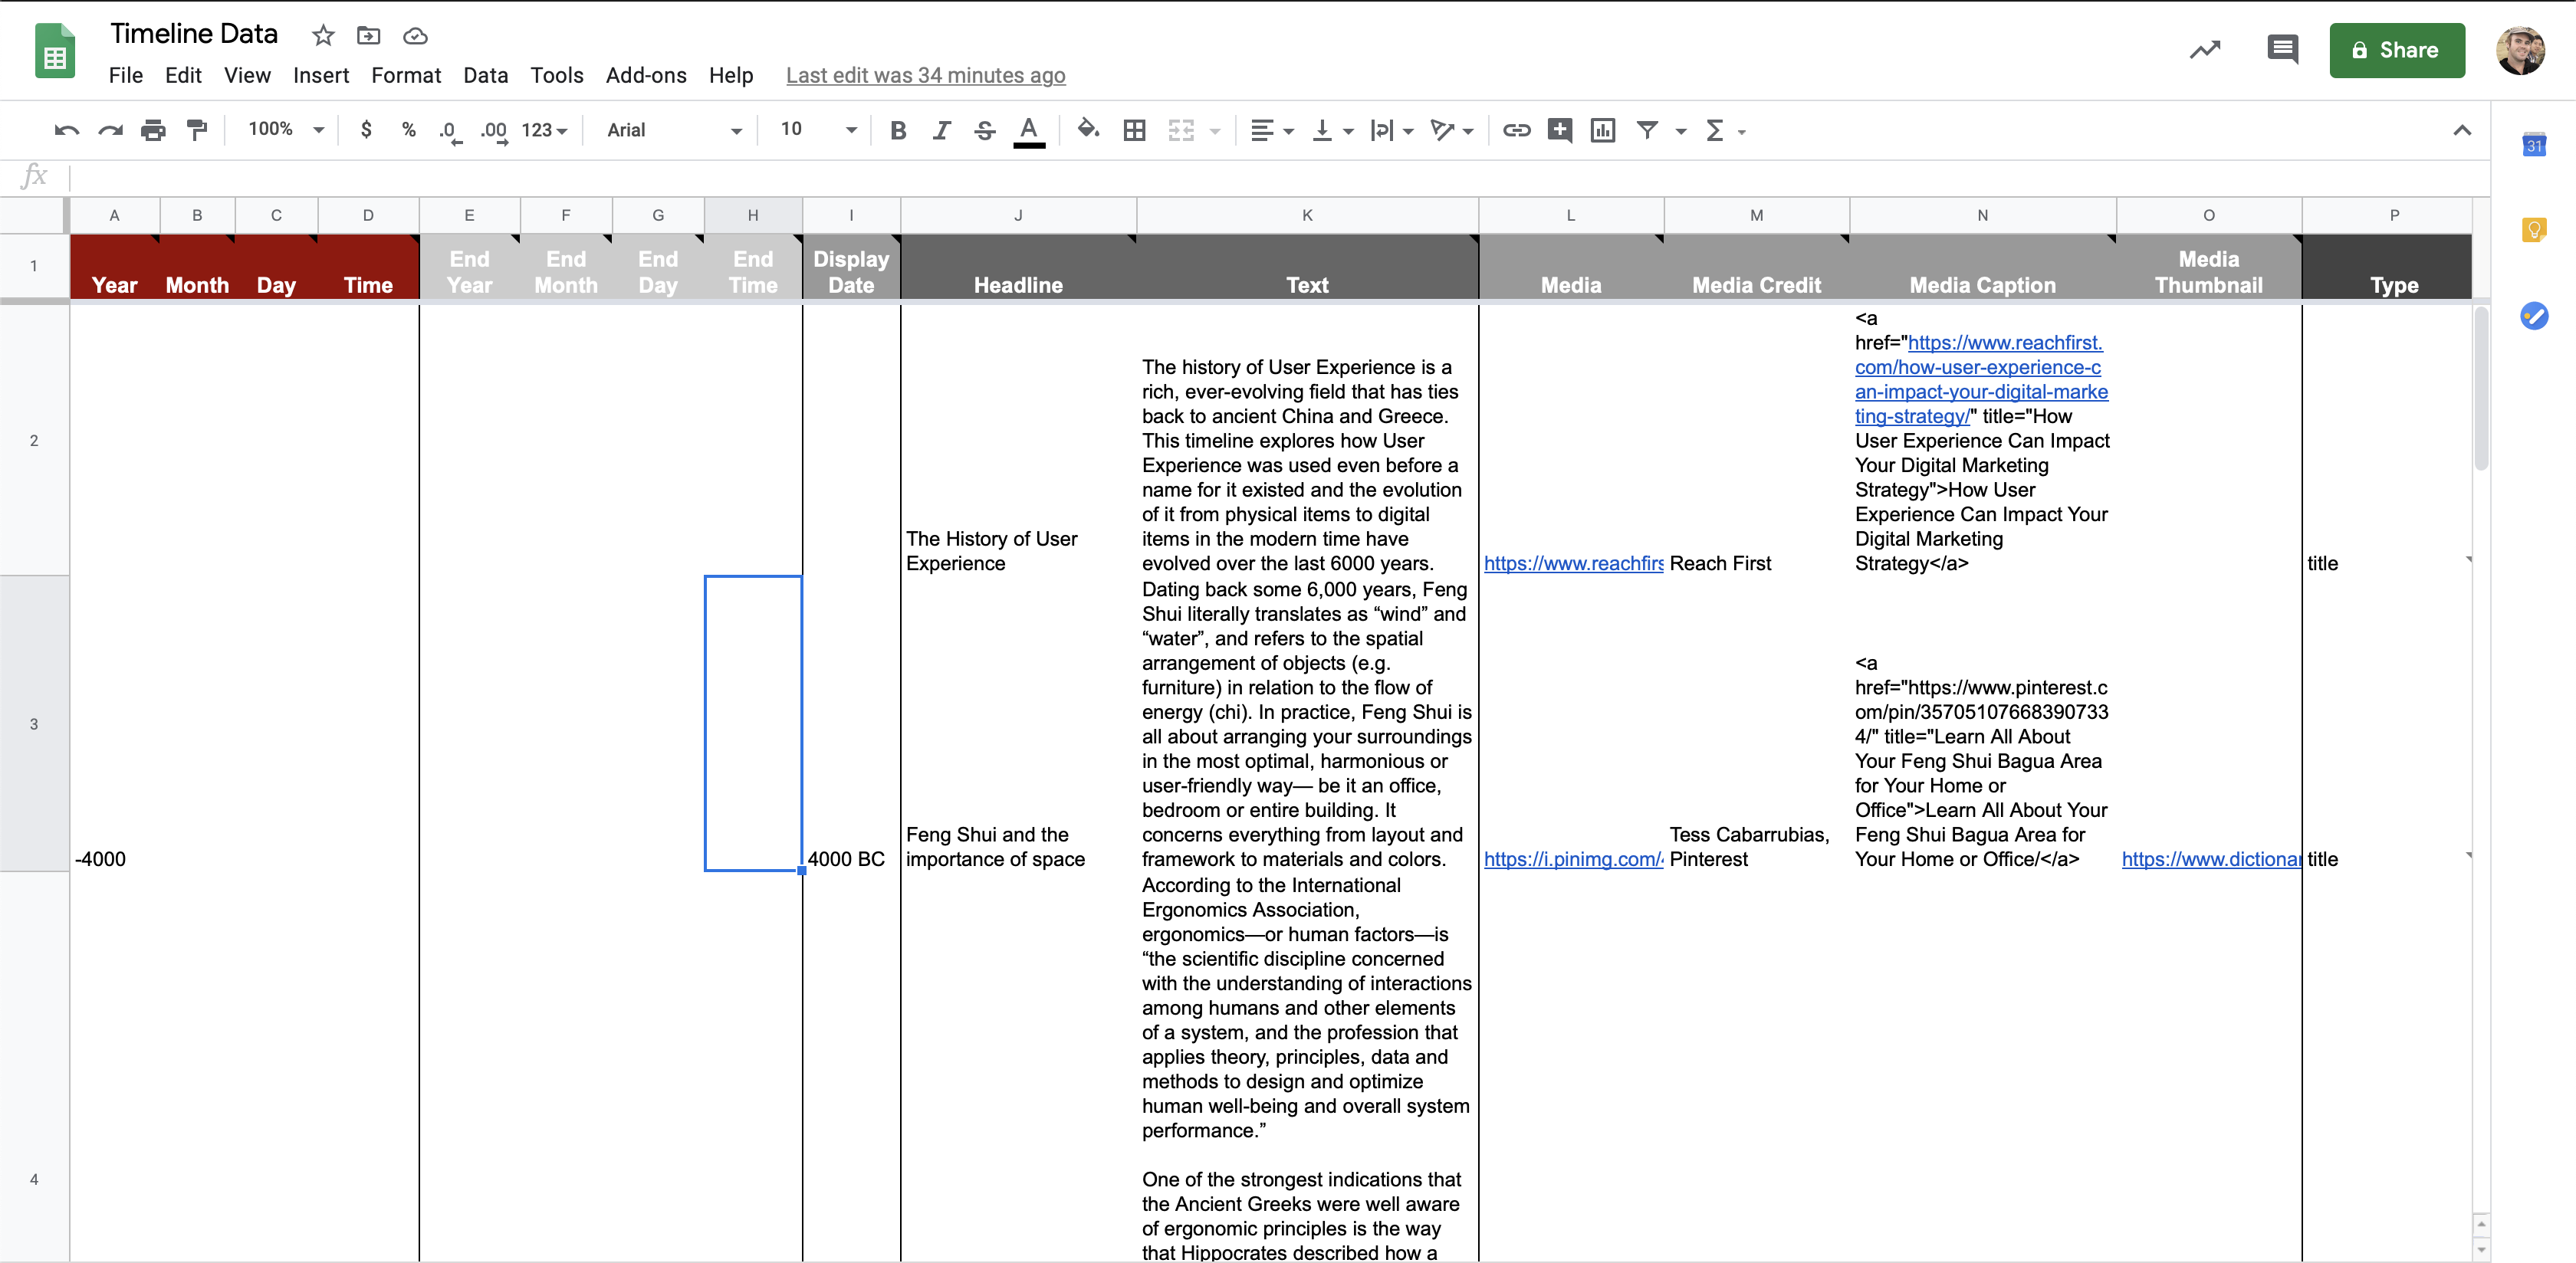 Timeline Data
File Edit View Insert Format Data Tools Add-ons Help Last edit was 34 minutes ago
Share
100% $ % .0 .00 123 Arial 10 B I S A Σ
31
fx
A B C D E F G H I J K L M N O P
1
Year Month Day Time
End
Year
End
Month
End
Day
End
Time
Display
Date
Headline
Text
Media
Media Credit
Media Caption
Media
Thumbnail
Type
2
The History of User
Experience
The history of User Experience is a
rich, ever-evolving field that has ties
back to ancient China and Greece.
This timeline explores how User
Experience was used even before a
name for it existed and the evolution
of it from physical items to digital
items in the modern time have
evolved over the last 6000 years.
https://www.reachfirs
Reach First
<a
href="https://www.reachfirst.
com/how-user-experience-c
an-impact-your-digital-marke
ting-strategy/" title="How
User Experience Can Impact
Your Digital Marketing
Strategy">How User
Experience Can Impact Your
Digital Marketing
Strategy</a>
title
3
-4000
4000 BC
Feng Shui and the
importance of space
Dating back some 6,000 years, Feng
Shui literally translates as “wind” and
“water”, and refers to the spatial
arrangement of objects (e.g.
furniture) in relation to the flow of
energy (chi). In practice, Feng Shui is
all about arranging your surroundings
in the most optimal, harmonious or
user-friendly way— be it an office,
bedroom or entire building. It
concerns everything from layout and
framework to materials and colors.
https://i.pinimg.com/
Tess Cabarrubias,
Pinterest
<a
href="https://www.pinterest.c
om/pin/35705107668390733
4/" title="Learn All About
Your Feng Shui Bagua Area
for Your Home or
Office">Learn All About Your
Feng Shui Bagua Area for
Your Home or Office/</a>
https://www.dictionar
title
4
According to the International
Ergonomics Association,
ergonomics—or human factors—is
“the scientific discipline concerned
with the understanding of interactions
among humans and other elements
of a system, and the profession that
applies theory, principles, data and
methods to design and optimize
human well-being and overall system
performance.”
One of the strongest indications that
the Ancient Greeks were well aware
of ergonomic principles is the way
that Hippocrates described how a